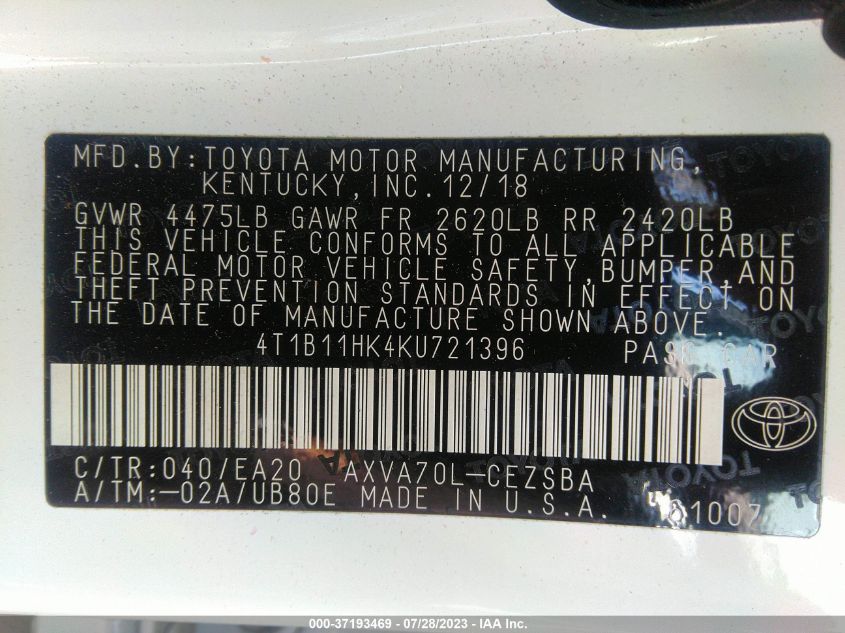 MFD.BY:TOYOTA MOTOR MANUFACTURING,
KENTUCKY,INC.12/18
GVWR 4475LB GAWR FR 2620LB RR 2420LB
THIS VEHICLE CONFORMS TO ALL APPLICABLE
FEDERAL MOTOR VEHICLE SAFETY,BUMPER,AND
THEFT PREVENTION STANDARDS IN EFFECT ON
THE DATE OF MANUFACTURE SHOWN ABOVE.
4T1B11HK4KU721396 PASS CAR
C/TR:040/EA20 AXVA70L-CEZSBA
A/TM:-02A/UB80E MADE IN U.S.A.
000-37193469 - 07/28/2023 - IAA Inc.